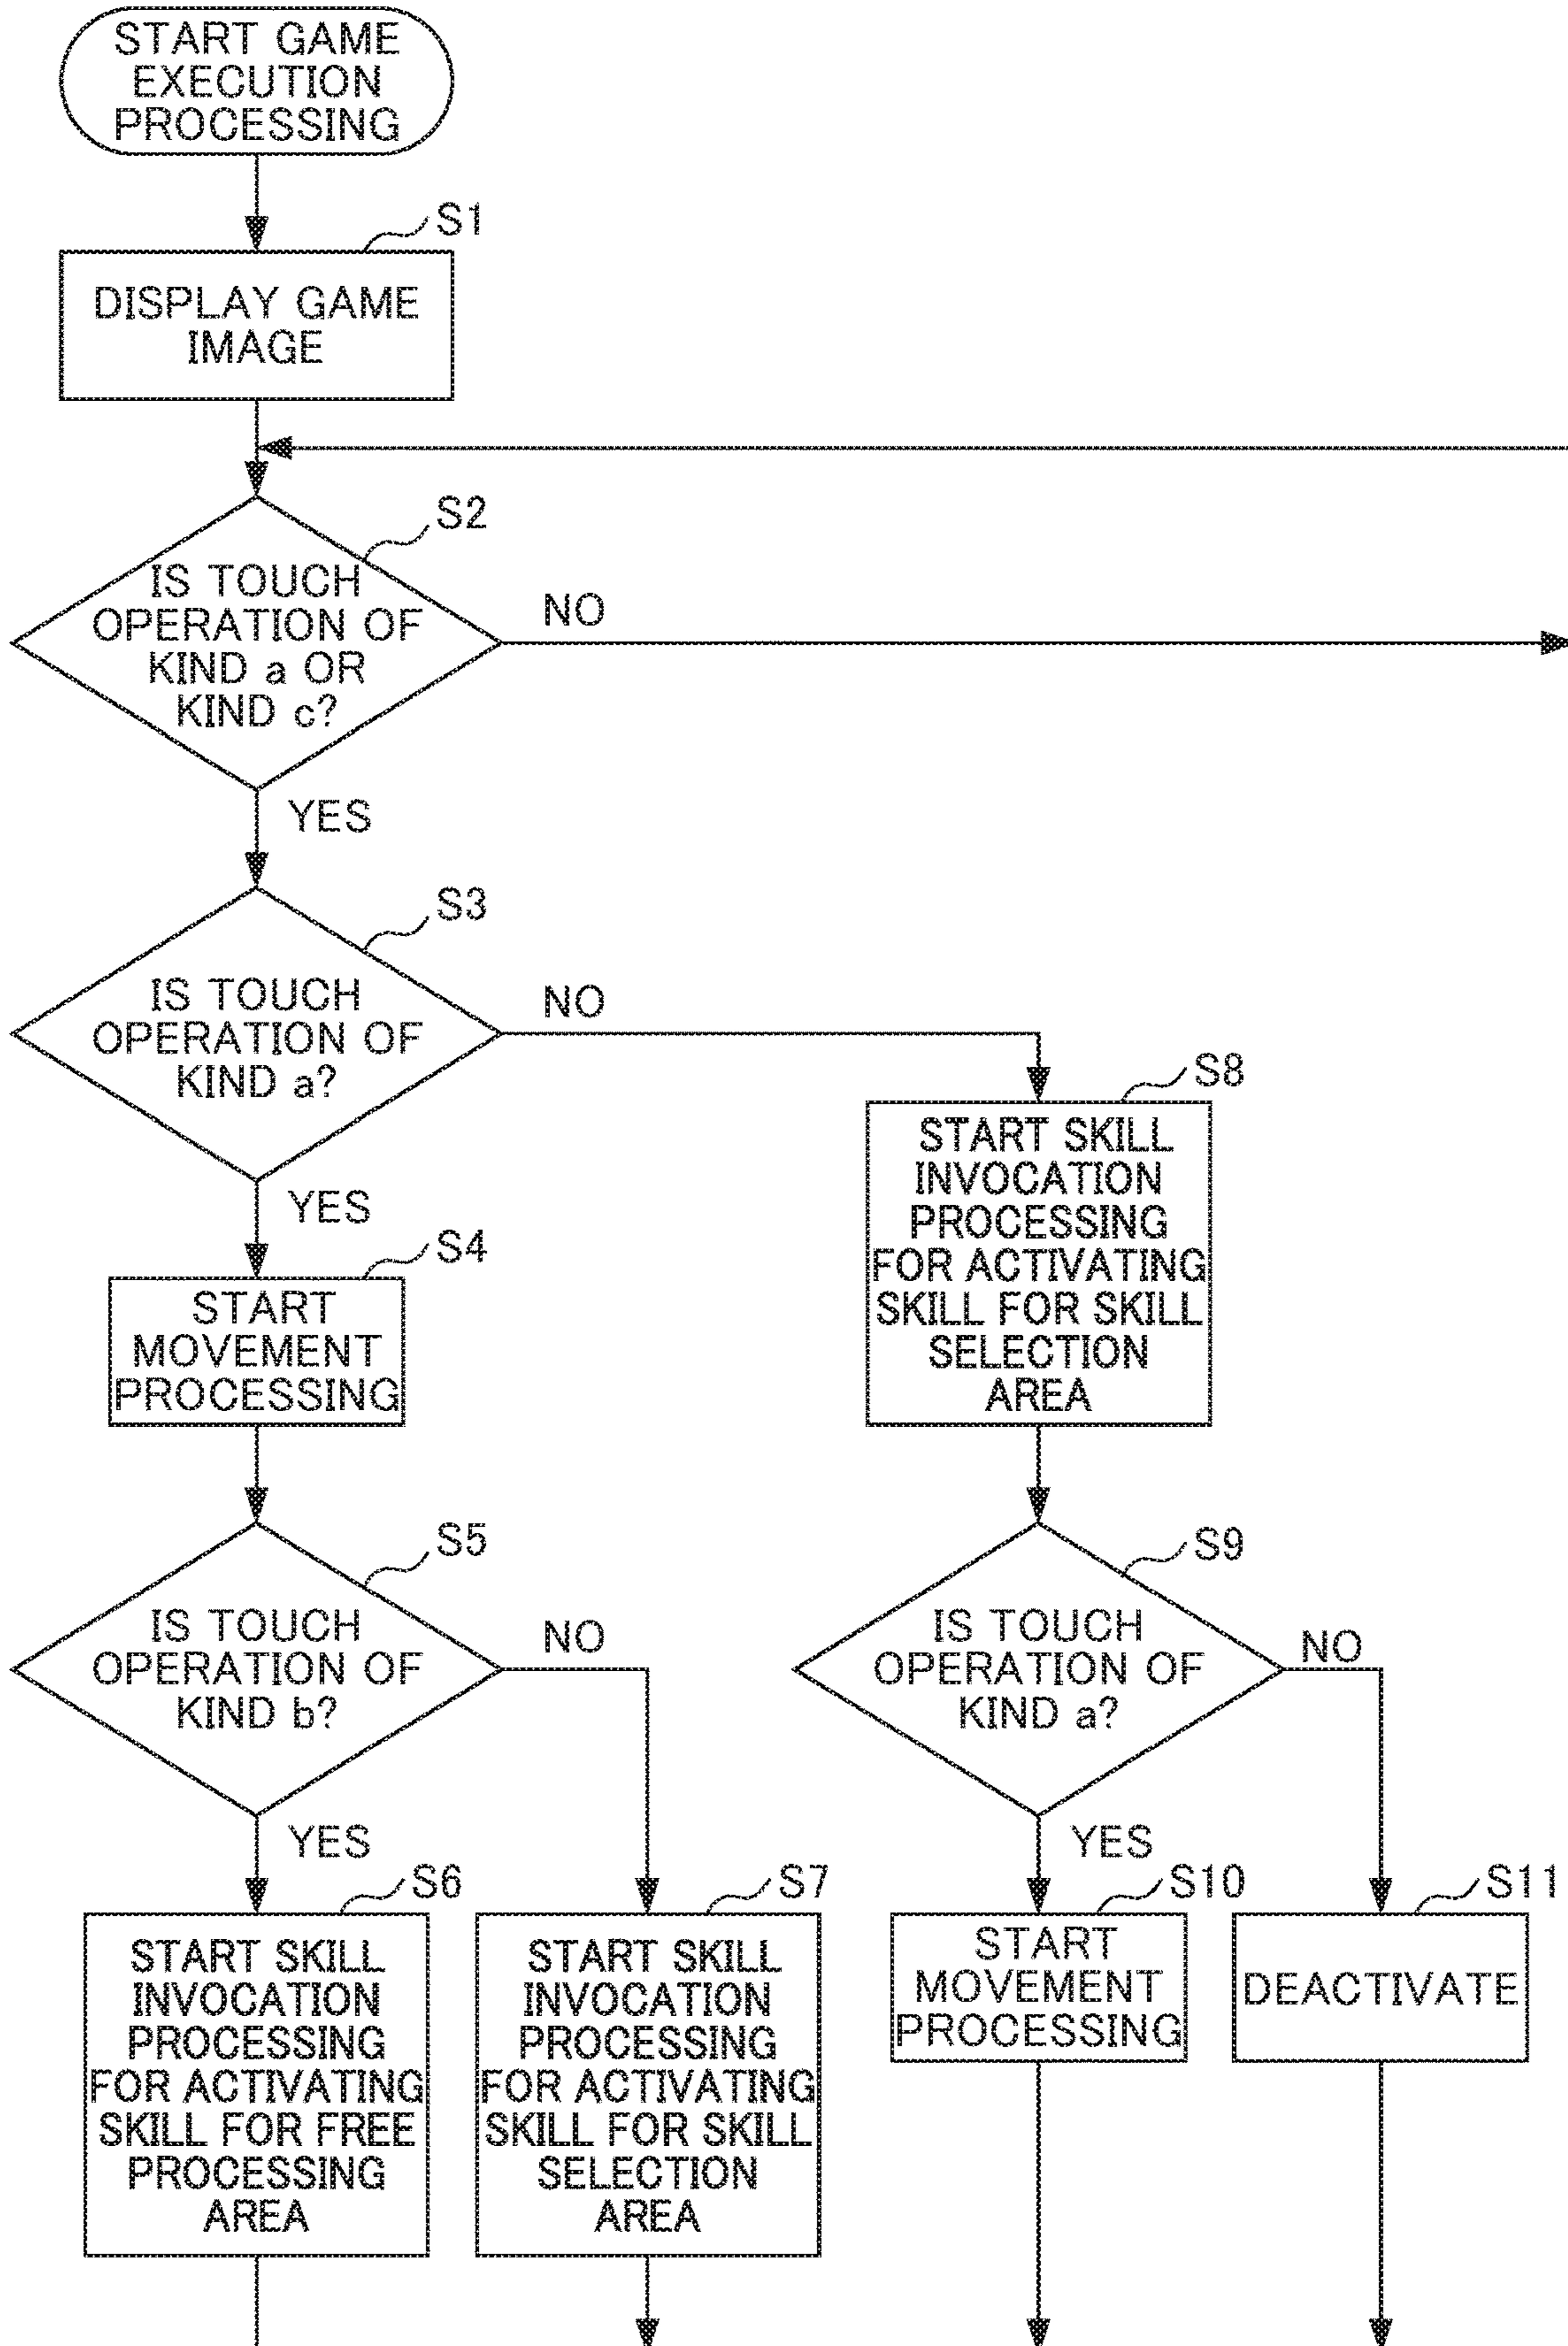 START GAME
EXECUTION
PROCESSING
S1
DISPLAY GAME
IMAGE
S2
IS TOUCH
OPERATION OF
KIND a OR
KIND c?
NO
YES
S3
IS TOUCH
OPERATION OF
KIND a?
NO
YES
S4
START
MOVEMENT
PROCESSING
S8
START SKILL
INVOCATION
PROCESSING
FOR ACTIVATING
SKILL FOR SKILL
SELECTION
AREA
S5
IS TOUCH
OPERATION OF
KIND b?
NO
YES
S9
IS TOUCH
OPERATION OF
KIND a?
NO
YES
S6
START SKILL
INVOCATION
PROCESSING
FOR ACTIVATING
SKILL FOR FREE
PROCESSING
AREA
S7
START SKILL
INVOCATION
PROCESSING
FOR ACTIVATING
SKILL FOR SKILL
SELECTION
AREA
S10
START
MOVEMENT
PROCESSING
S11
DEACTIVATE